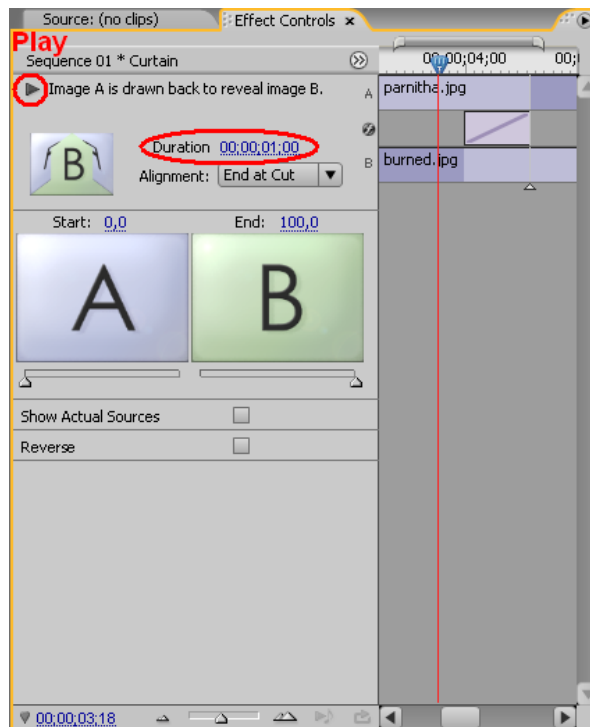 Source: (no clips) Effect Controls ×
Play
Sequence 01 * Curtain
00;00;04;00 00;
Image A is drawn back to reveal image B.
A parnitha.jpg
B
Duration 00;00;01;00
Alignment: End at Cut
B burned.jpg
Start: 0,0 End: 100,0
A B
Show Actual Sources
Reverse
00;00;03;18